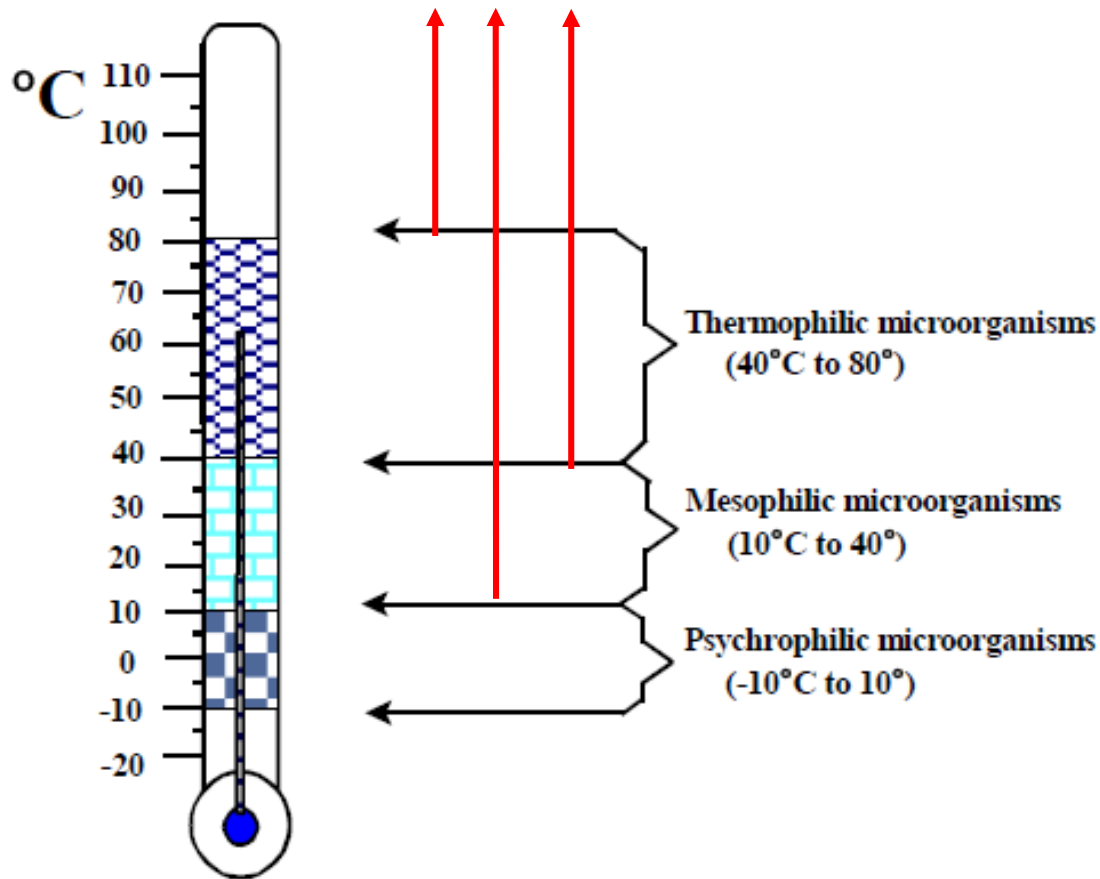 °C
110
100
90
80
70
60
50
40
30
20
10
0
-10
-20
Thermophilic microorganisms
(40°C to 80°)
Mesophilic microorganisms
(10°C to 40°)
Psychrophilic microorganisms
(-10°C to 10°)